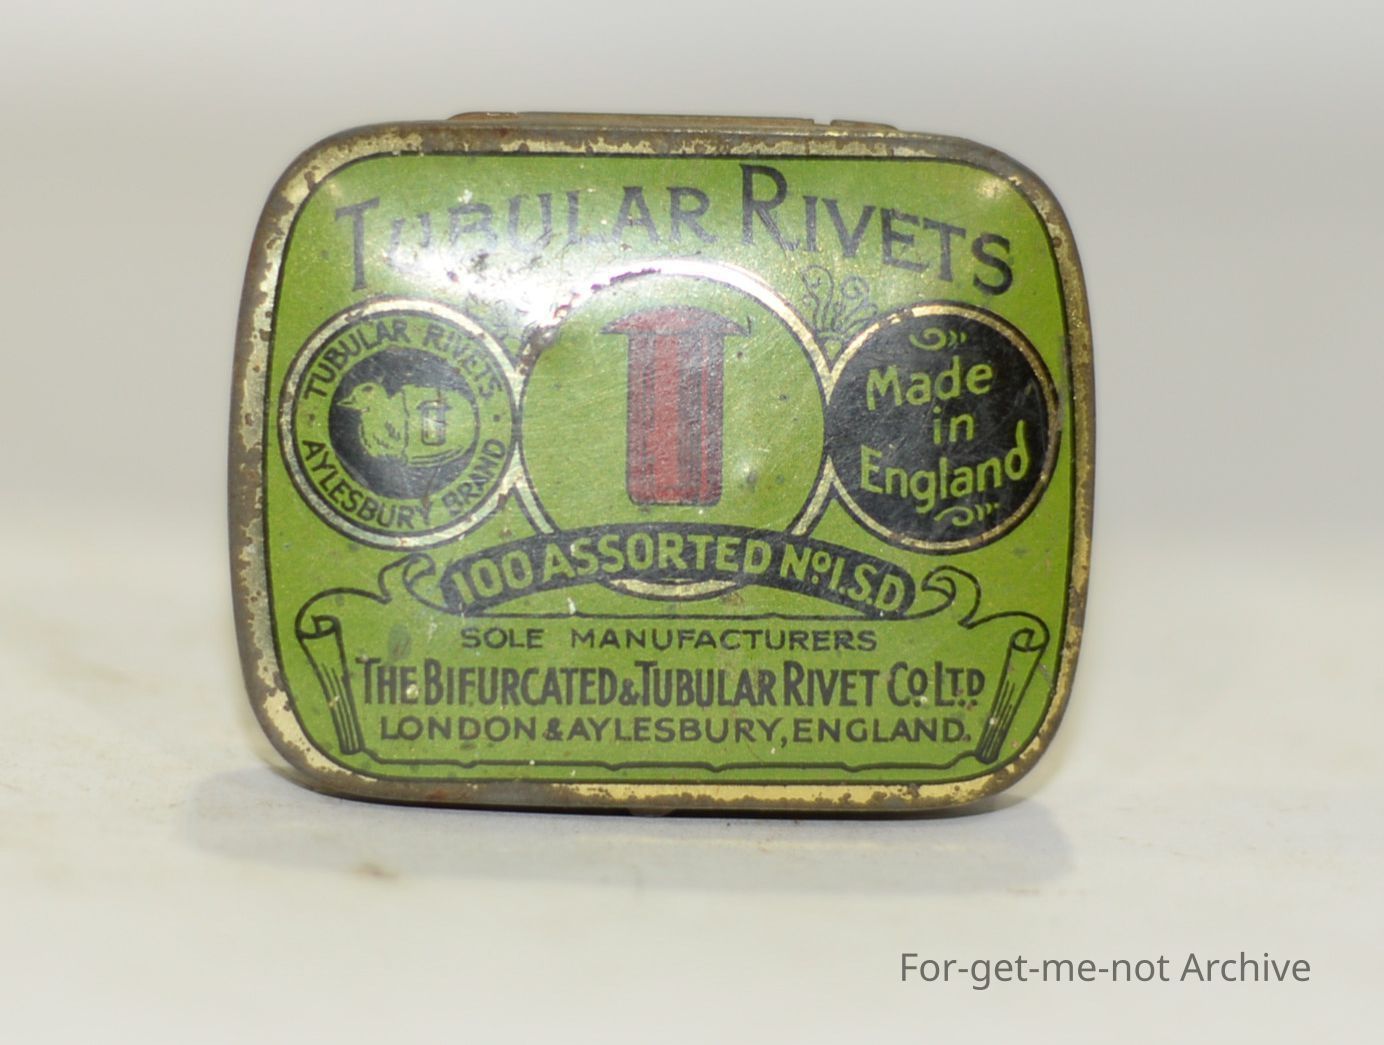 TUBULAR RIVETS
TUBULAR RIVETS
AYLESBURY BRAND
Made
in
England
100 ASSORTED No 1.S.D
SOLE MANUFACTURERS
THE BIFURCATED & TUBULAR RIVET Co LTD
LONDON & AYLESBURY, ENGLAND.
For-get-me-not Archive